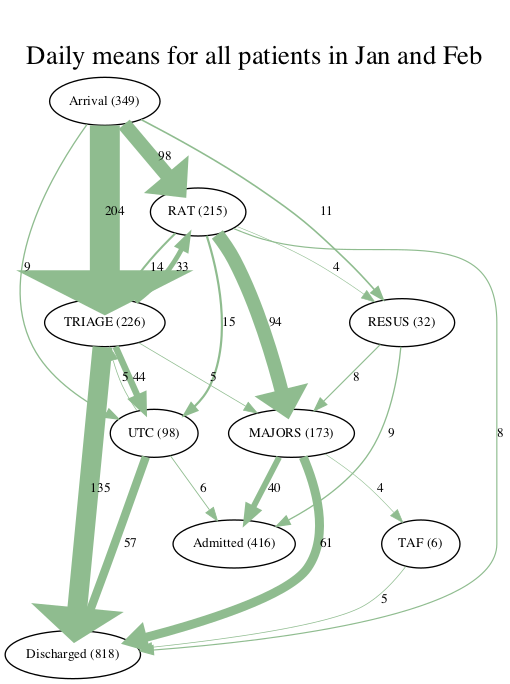 Daily means for all patients in Jan and Feb
Arrival (349)
98
204
RAT (215)
11
9
14
33
4
TRIAGE (226)
15
94
RESUS (32)
5
44
5
8
UTC (98)
MAJORS (173)
9
8
135
6
40
4
57
Admitted (416)
61
TAF (6)
5
Discharged (818)